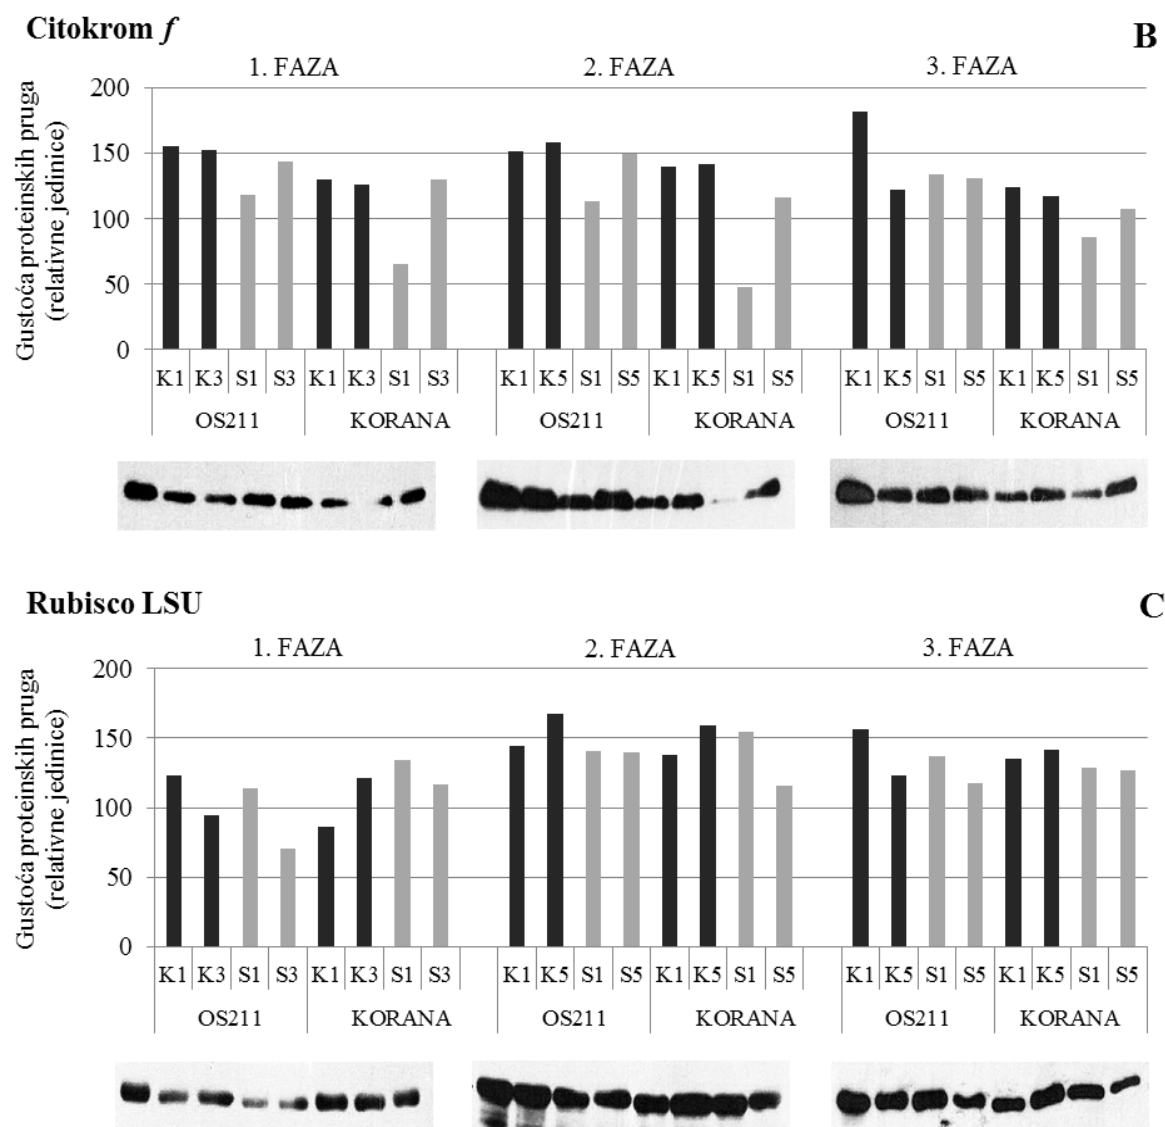 Citokrom f
B
1. FAZA 2. FAZA 3. FAZA
Gustoća proteinskih pruga
(relativne jedinice)
200
150
100
50
0
K1 K3 S1 S3 K1 K3 S1 S3 K1 K5 S1 S5 K1 K5 S1 S5 K1 K5 S1 S5 K1 K5 S1 S5
OS211 KORANA OS211 KORANA OS211 KORANA
Rubisco LSU
C
1. FAZA 2. FAZA 3. FAZA
Gustoća proteinskih pruga
(relativne jedinice)
200
150
100
50
0
K1 K3 S1 S3 K1 K3 S1 S3 K1 K5 S1 S5 K1 K5 S1 S5 K1 K5 S1 S5 K1 K5 S1 S5
OS211 KORANA OS211 KORANA OS211 KORANA